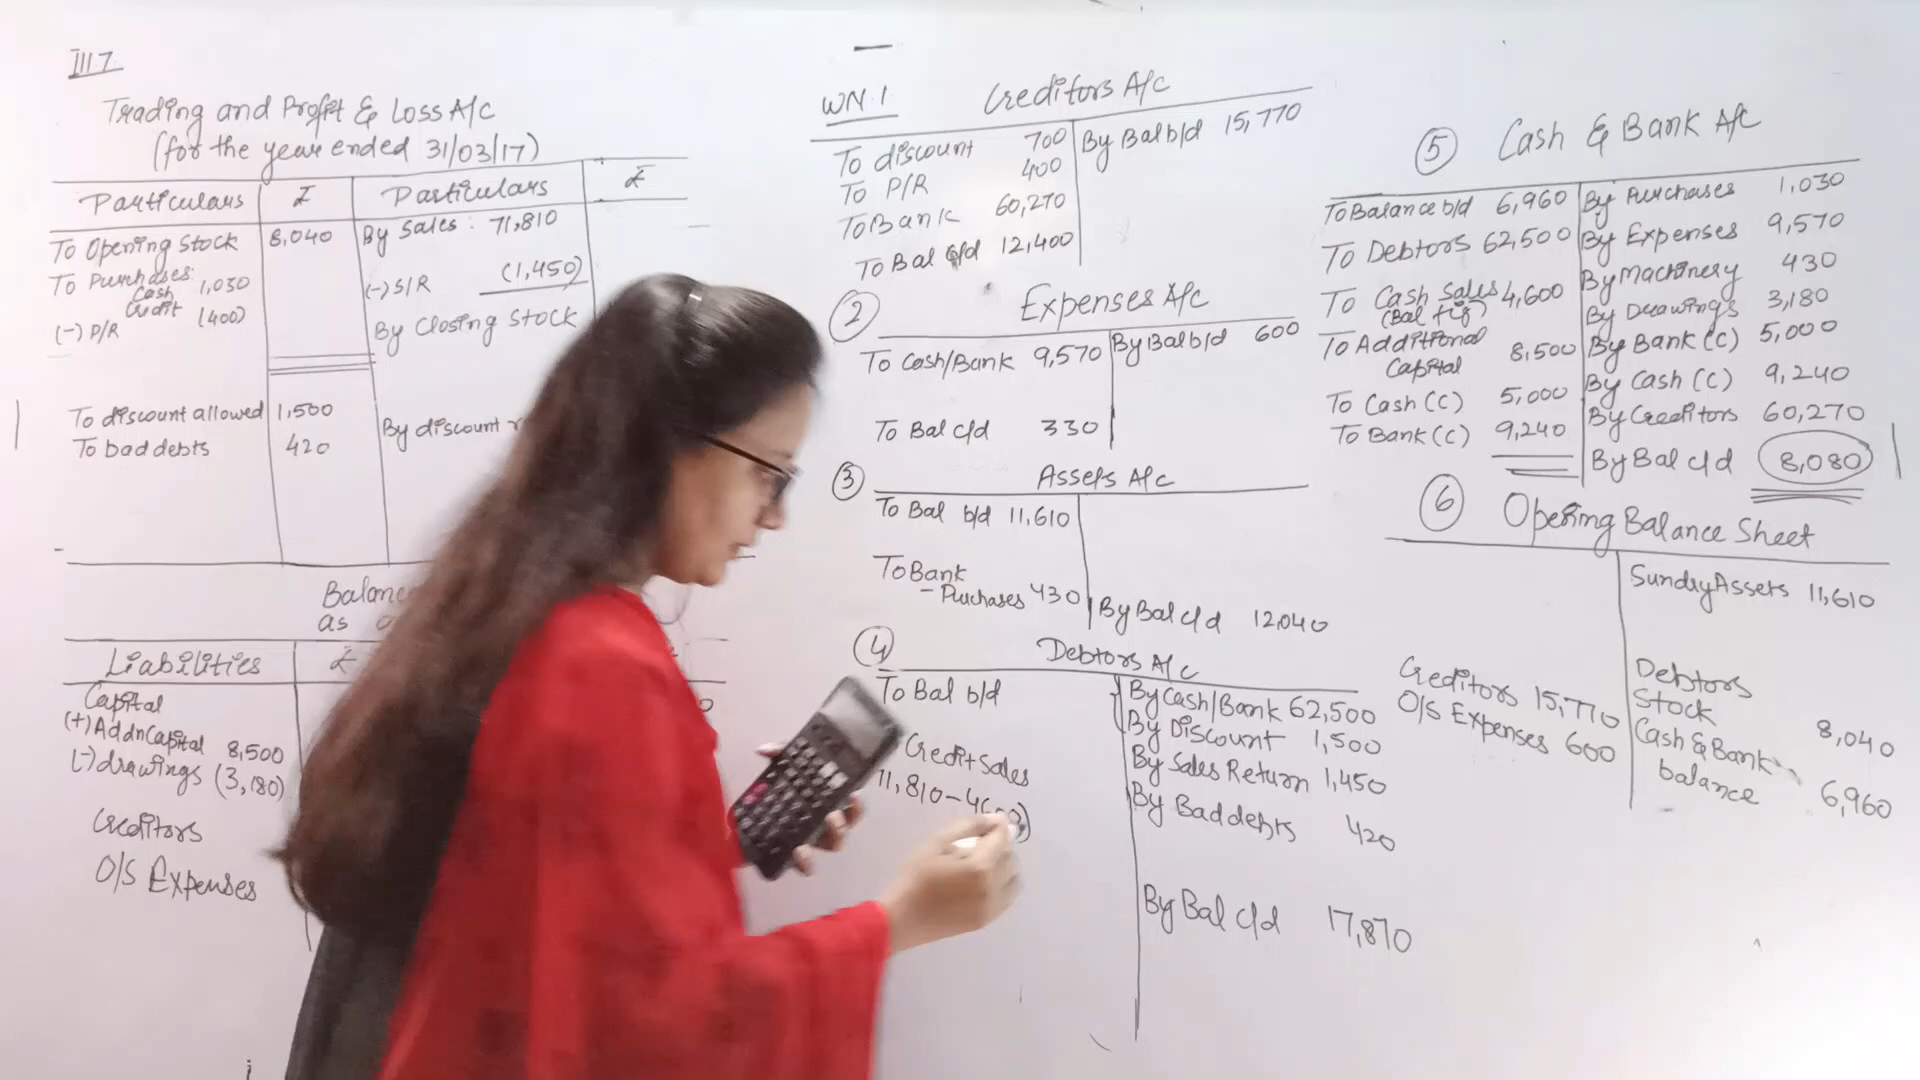 III 7
Trading and Profit & Loss A/c
(for the year ended 31/03/17)
Particulars ₹ Particulars ₹
To Opening Stock 8,040 By Sales: 71,810
To Purchases:
Cash 1,030
Credit
(-) P/R (400)
(-) S/R (1,450)
By Closing Stock
To discount allowed 1,500 By discount
To bad debts 420
as
Liabilities ₹
Capital
(+) Addn Capital 8,500
(-) drawings (3,180)
Creditors
O/S Expenses
WN.1 Creditors A/c
To discount 700 By Bal b/d 15,770
To P/R 400
To Bank 60,270
To Bal c/d 12,400
2 Expenses A/c
To Cash/Bank 9,570 By Bal b/d 600
To Bal c/d 330
3 Assets A/c
To Bal b/d 11,610
To Bank
- Purchases 430 By Bal c/d 12,040
4 Debtors A/c
To Bal b/d By Cash/Bank 62,500
By Discount 1,500
Credit Sales By Sales Return 1,450
By Bad debts 420
By Bal c/d 17,870
5 Cash & Bank A/c
To Balance b/d 6,960 By Purchases 1,030
To Debtors 62,500 By Expenses 9,570
To Cash Sales 4,600 By Machinery 430
(Bal fig) By Drawings 3,180
To Additional Capital 8,500 By Bank (C) 5,000
To Cash (C) 5,000 By Cash (C) 9,240
To Bank (C) 9,240 By Creditors 60,270
By Bal c/d 8,080
6 Opening Balance Sheet
Sundry Assets 11,610
Creditors 15,770 Debtors
O/S Expenses 600 Stock 8,040
Cash & Bank
balance 6,960